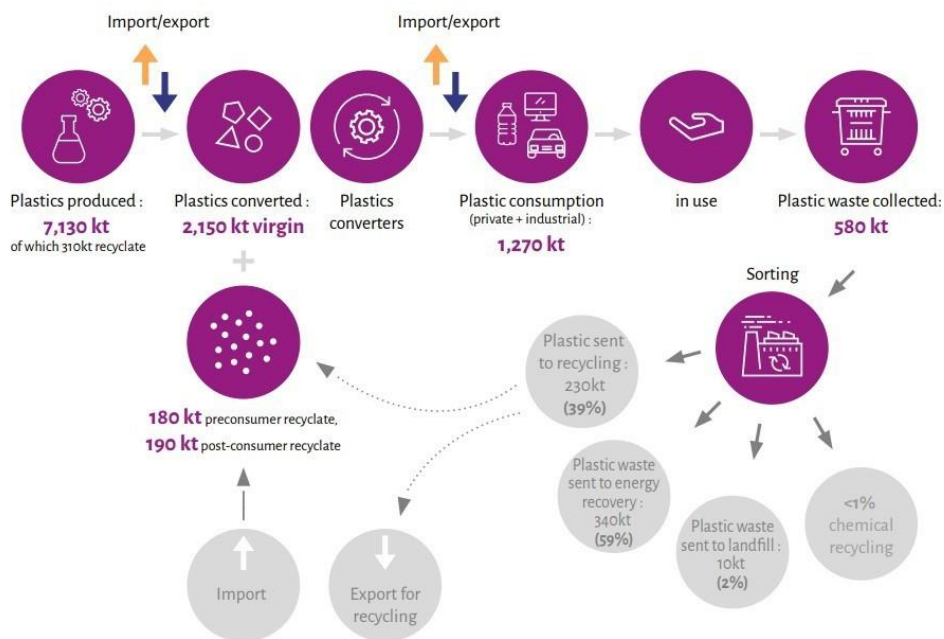 Import/export
Import/export
Plastics produced :
7,130 kt
of which 310kt recyclate
Plastics converted :
2,150 kt virgin
Plastics
converters
Plastic consumption
(private + industrial) :
1,270 kt
in use
Plastic waste collected:
580 kt
+
Sorting
Plastic sent
to recycling :
230kt
(39%)
180 kt preconsumer recyclate,
190 kt post-consumer recyclate
Plastic waste
sent to energy
recovery :
340kt
(59%)
Plastic waste
sent to landfill :
10kt
(2%)
<1%
chemical
recycling
Import
Export for
recycling